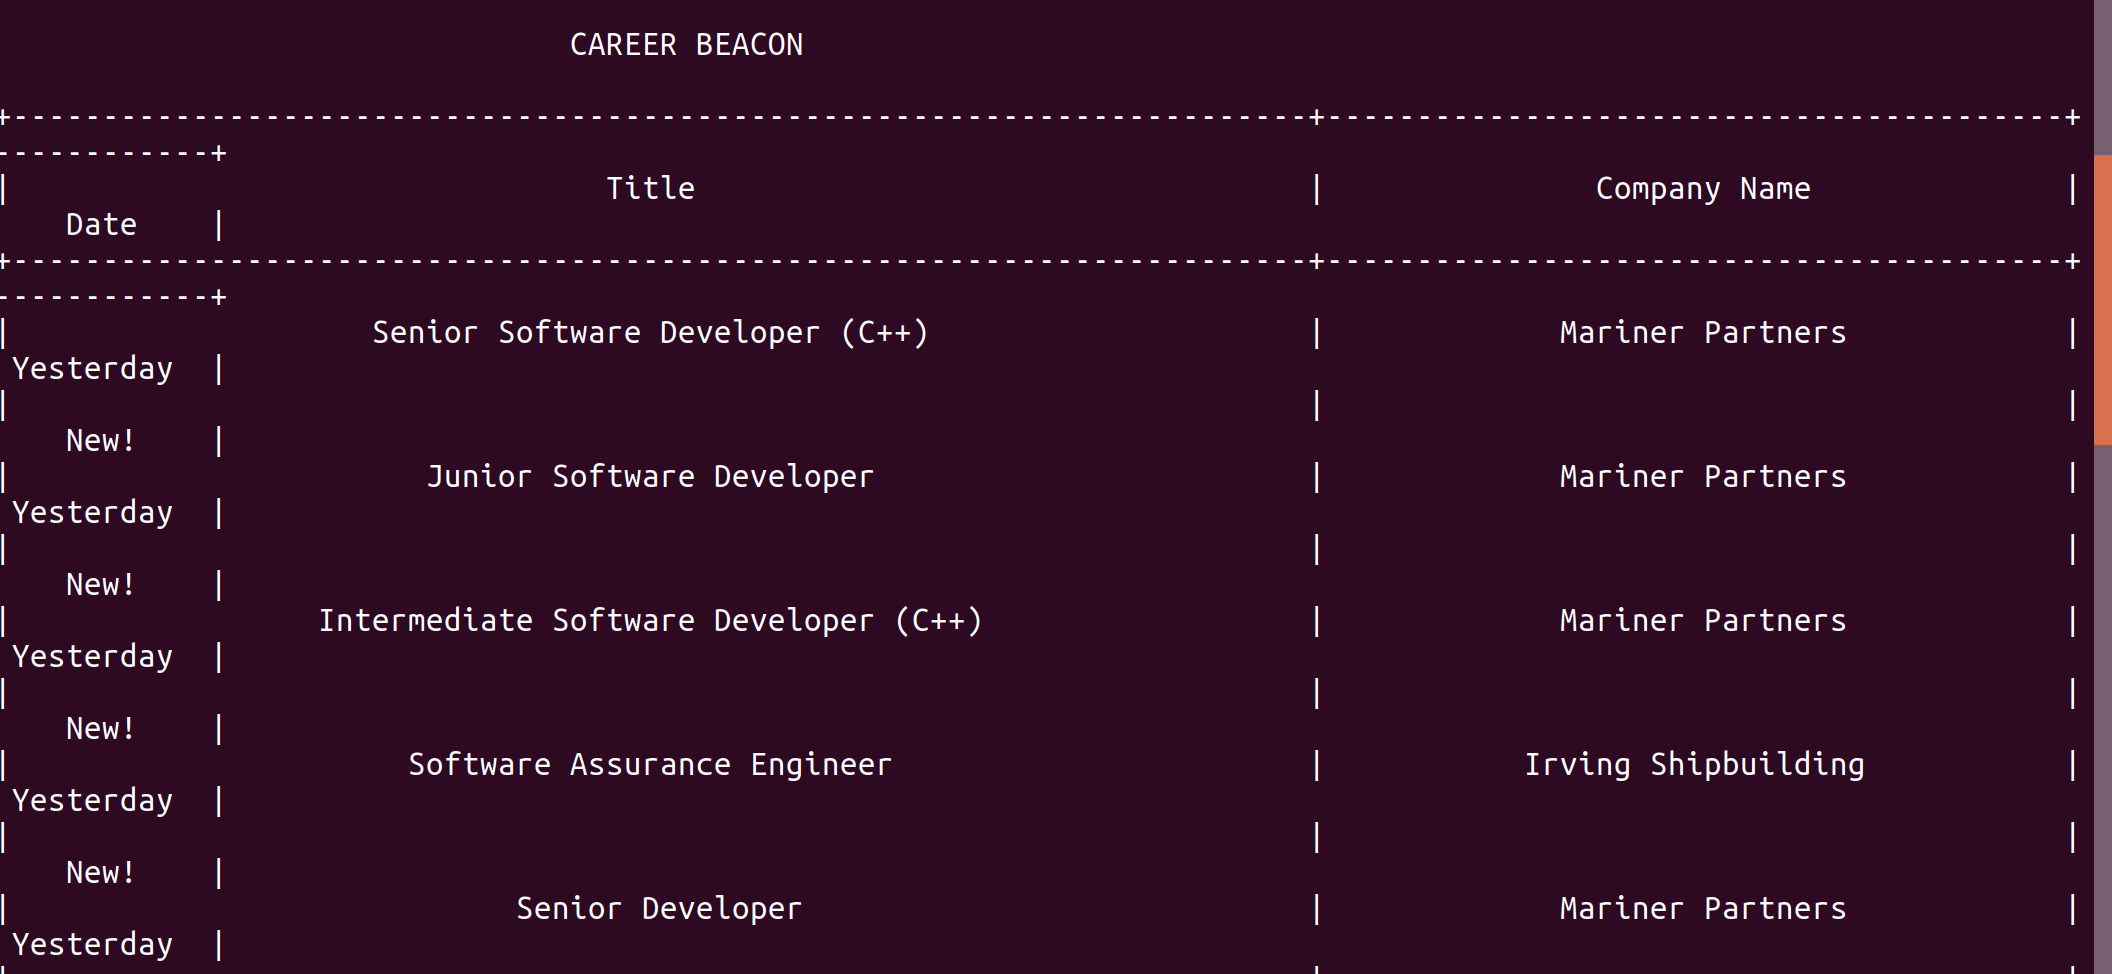 CAREER BEACON
+------------------------------------------------------------------------+-----------------------------------------+
------------+
| Title | Company Name |
Date |
+------------------------------------------------------------------------+-----------------------------------------+
------------+
| Senior Software Developer (C++) | Mariner Partners |
Yesterday |
| | |
New! |
| Junior Software Developer | Mariner Partners |
Yesterday |
| | |
New! |
| Intermediate Software Developer (C++) | Mariner Partners |
Yesterday |
| | |
New! |
| Software Assurance Engineer | Irving Shipbuilding |
Yesterday |
| | |
New! |
| Senior Developer | Mariner Partners |
Yesterday |